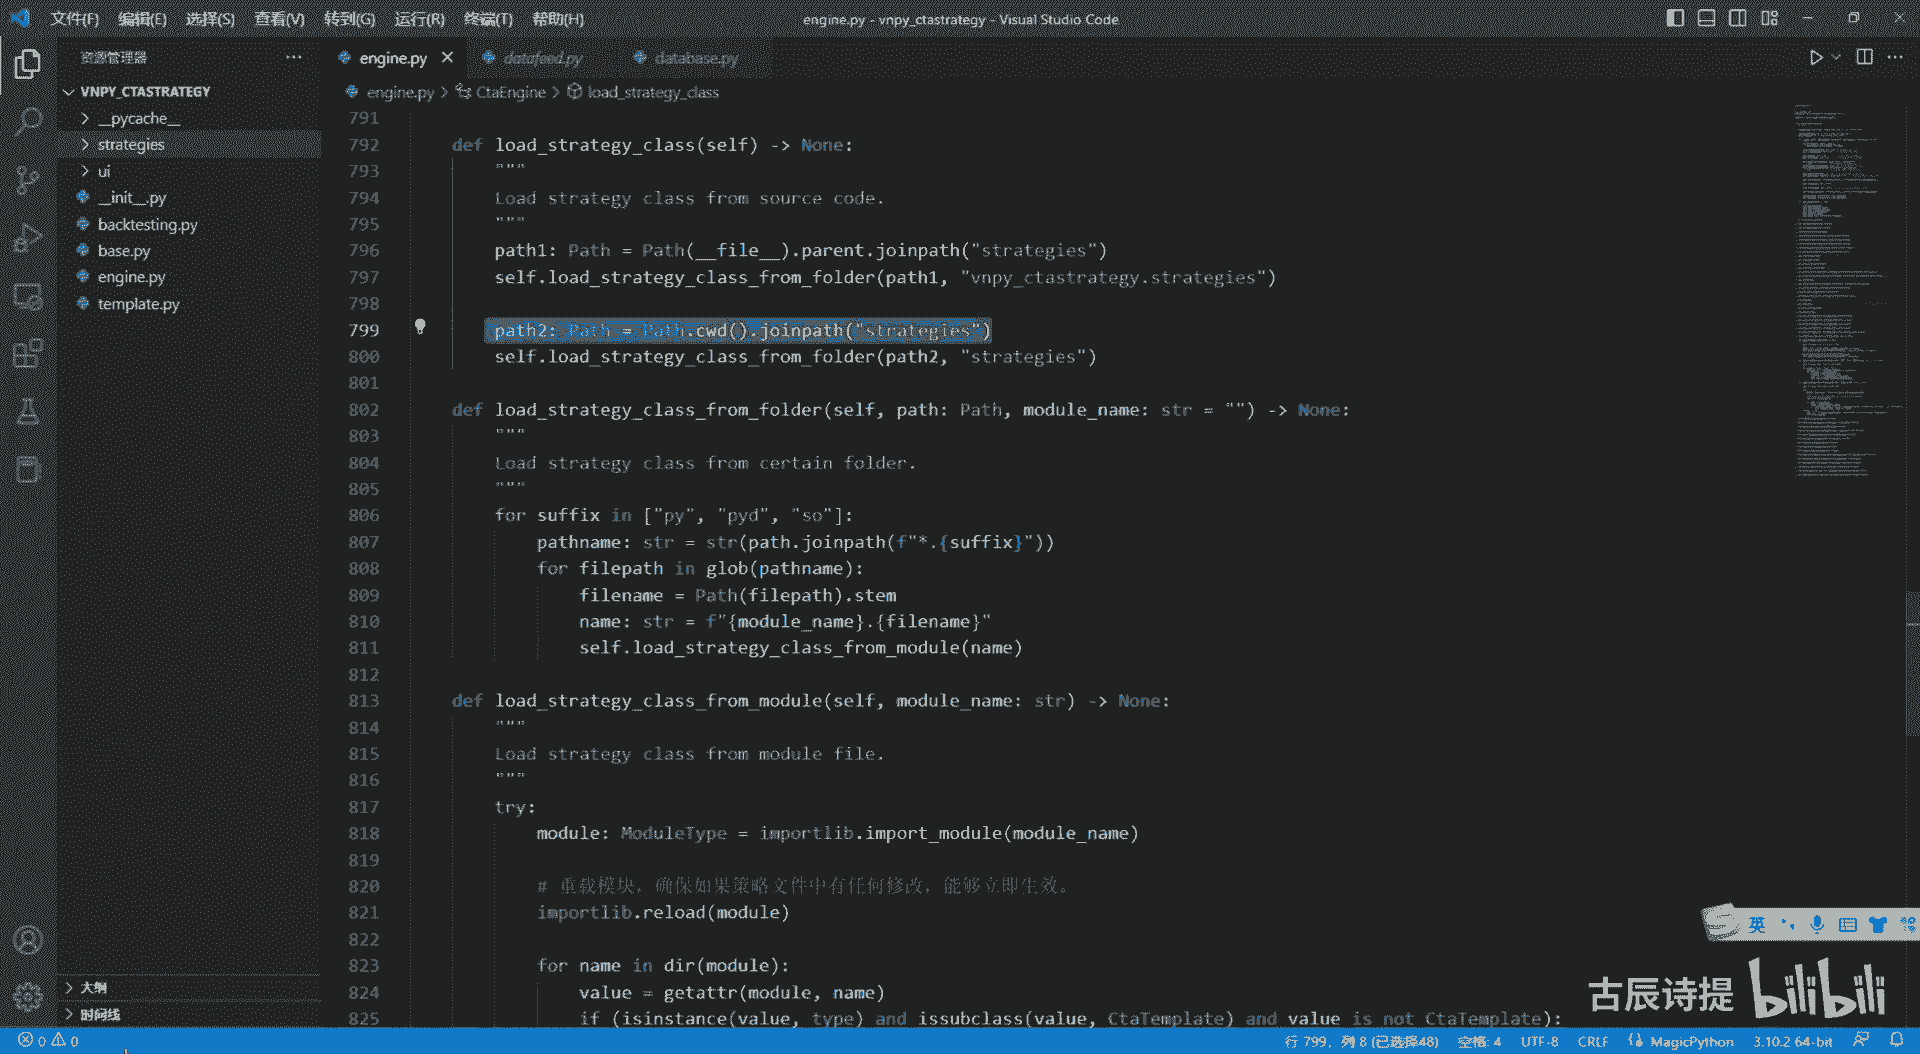 文件(F) 编辑(E) 选择(S) 查看(V) 转到(G) 运行(R) 终端(T) 帮助(H) engine.py - vnpy_ctastrategy - Visual Studio Code
资源管理器
VNPY_CTASTRATEGY
__pycache__
strategies
ui
__init__.py
backtesting.py
base.py
engine.py
template.py
大纲
时间线
engine.py datafeed.py database.py
engine.py > CtaEngine > load_strategy_class
791
792 def load_strategy_class(self) -> None:
793 """
794 Load strategy class from source code.
795 """
796 path1: Path = Path(__file__).parent.joinpath("strategies")
797 self.load_strategy_class_from_folder(path1, "vnpy_ctastrategy.strategies")
798
799 path2: Path = Path.cwd().joinpath("strategies")
800 self.load_strategy_class_from_folder(path2, "strategies")
801
802 def load_strategy_class_from_folder(self, path: Path, module_name: str = "") -> None:
803 """
804 Load strategy class from certain folder.
805 """
806 for suffix in ["py", "pyd", "so"]:
807 pathname: str = str(path.joinpath(f"*.{suffix}"))
808 for filepath in glob(pathname):
809 filename = Path(filepath).stem
810 name: str = f"{module_name}.{filename}"
811 self.load_strategy_class_from_module(name)
812
813 def load_strategy_class_from_module(self, module_name: str) -> None:
814 """
815 Load strategy class from module file.
816 """
817 try:
818 module: ModuleType = importlib.import_module(module_name)
819
820 # 重载模块，确保如果策略文件中有任何修改，能够立即生效。
821 importlib.reload(module)
822
823 for name in dir(module):
824 value = getattr(module, name)
825 if (isinstance(value, type) and issubclass(value, CtaTemplate) and value is not CtaTemplate):
英
古辰诗提 bilibili
0 0 行 799，列 8 (已选择48) 空格: 4 UTF-8 CRLF MagicPython 3.10.2 64-bit